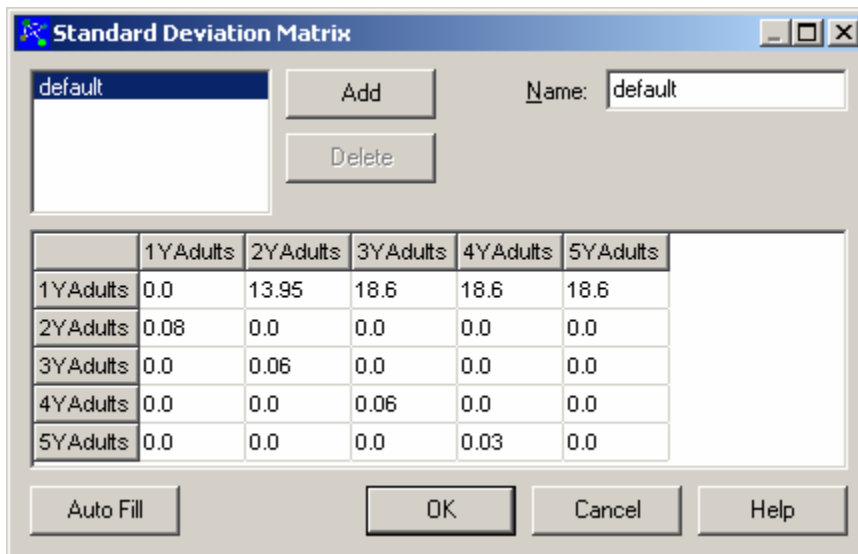 Standard Deviation Matrix
default
Add
Name: default
Delete
1YAdults 2YAdults 3YAdults 4YAdults 5YAdults
1YAdults 0.0 13.95 18.6 18.6 18.6
2YAdults 0.08 0.0 0.0 0.0 0.0
3YAdults 0.0 0.06 0.0 0.0 0.0
4YAdults 0.0 0.0 0.06 0.0 0.0
5YAdults 0.0 0.0 0.0 0.03 0.0
Auto Fill OK Cancel Help